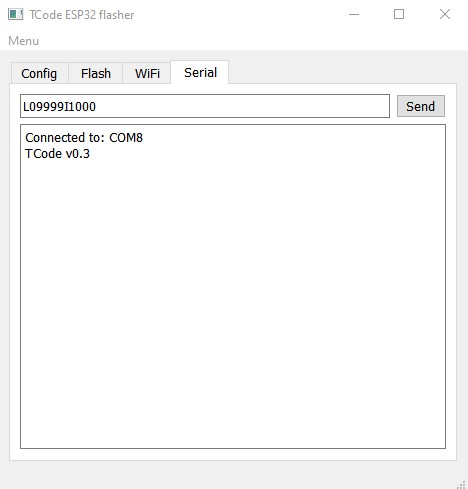 TCode ESP32 flasher
Menu
Config Flash WiFi Serial
L09999I1000 Send
Connected to: COM8
TCode v0.3